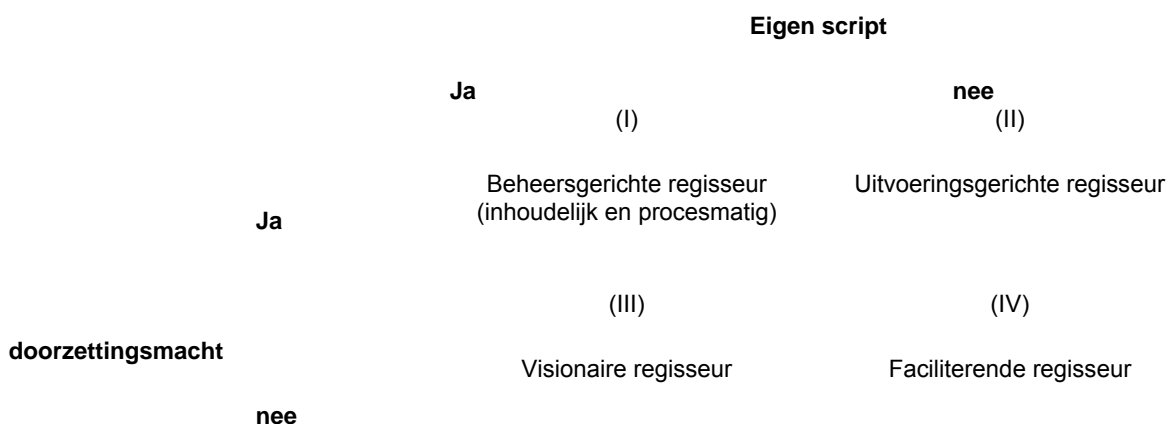 Eigen script
Ja nee
(I) (II)
Beheersgerichte regisseur Uitvoeringsgerichte regisseur
(inhoudelijk en procesmatig)
Ja
(III) (IV)
doorzettingsmacht
Visionaire regisseur Faciliterende regisseur
nee